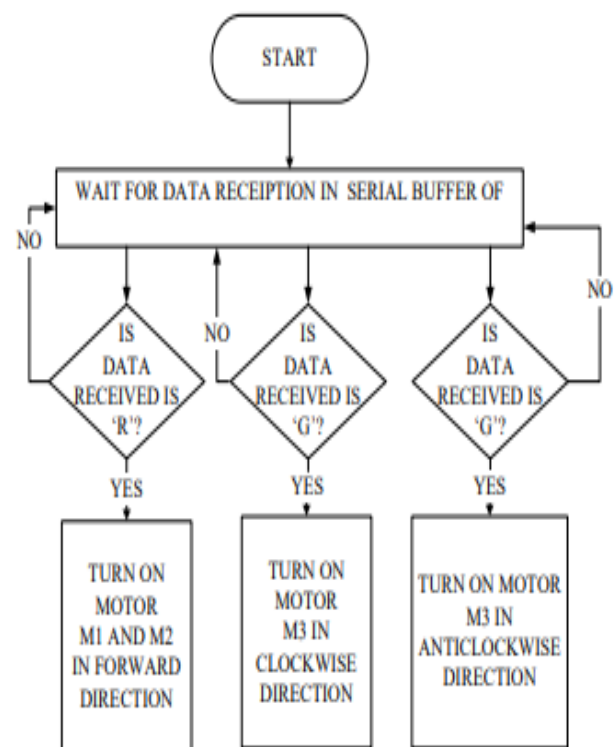 START
WAIT FOR DATA RECEIPTION IN SERIAL BUFFER OF
NO
NO
NO
IS
DATA
RECEIVED IS
‘R’?
IS
DATA
RECEIVED IS
‘G’?
IS
DATA
RECEIVED IS
‘G’?
YES
YES
YES
TURN ON
MOTOR
M1 AND M2
IN FORWARD
DIRECTION
TURN ON
MOTOR
M3 IN
CLOCKWISE
DIRECTION
TURN ON MOTOR
M3 IN
ANTICLOCKWISE
DIRECTION